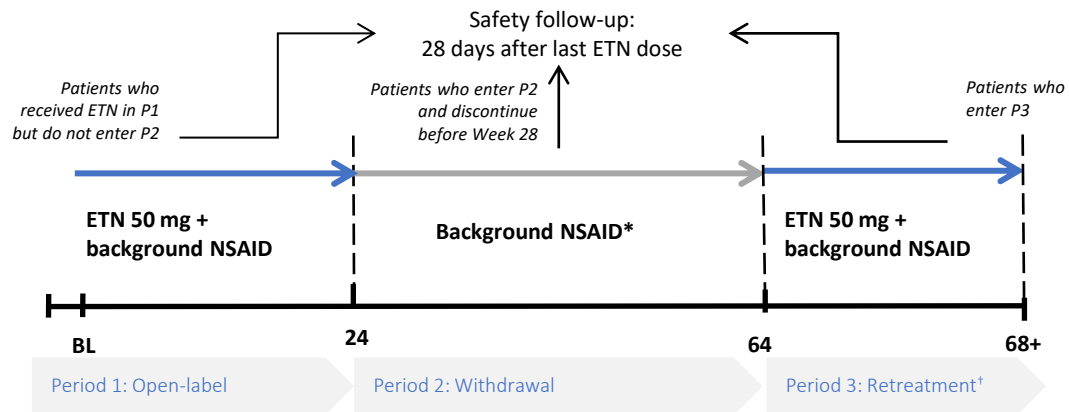 Safety follow-up:
28 days after last ETN dose
Patients who
received ETN in P1
but do not enter P2
Patients who enter P2
and discontinue
before Week 28
Patients who
enter P3
ETN 50 mg +
background NSAID
Background NSAID*
ETN 50 mg +
background NSAID
BL
24
64
68+
Period 1: Open-label
Period 2: Withdrawal
Period 3: Retreatment†